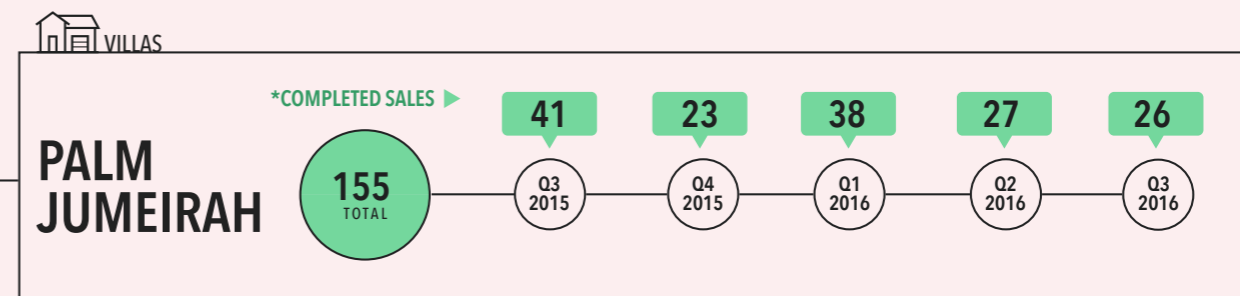 VILLAS
*COMPLETED SALES
PALM
JUMEIRAH
155
TOTAL
41
Q3
2015
23
Q4
2015
38
Q1
2016
27
Q2
2016
26
Q3
2016